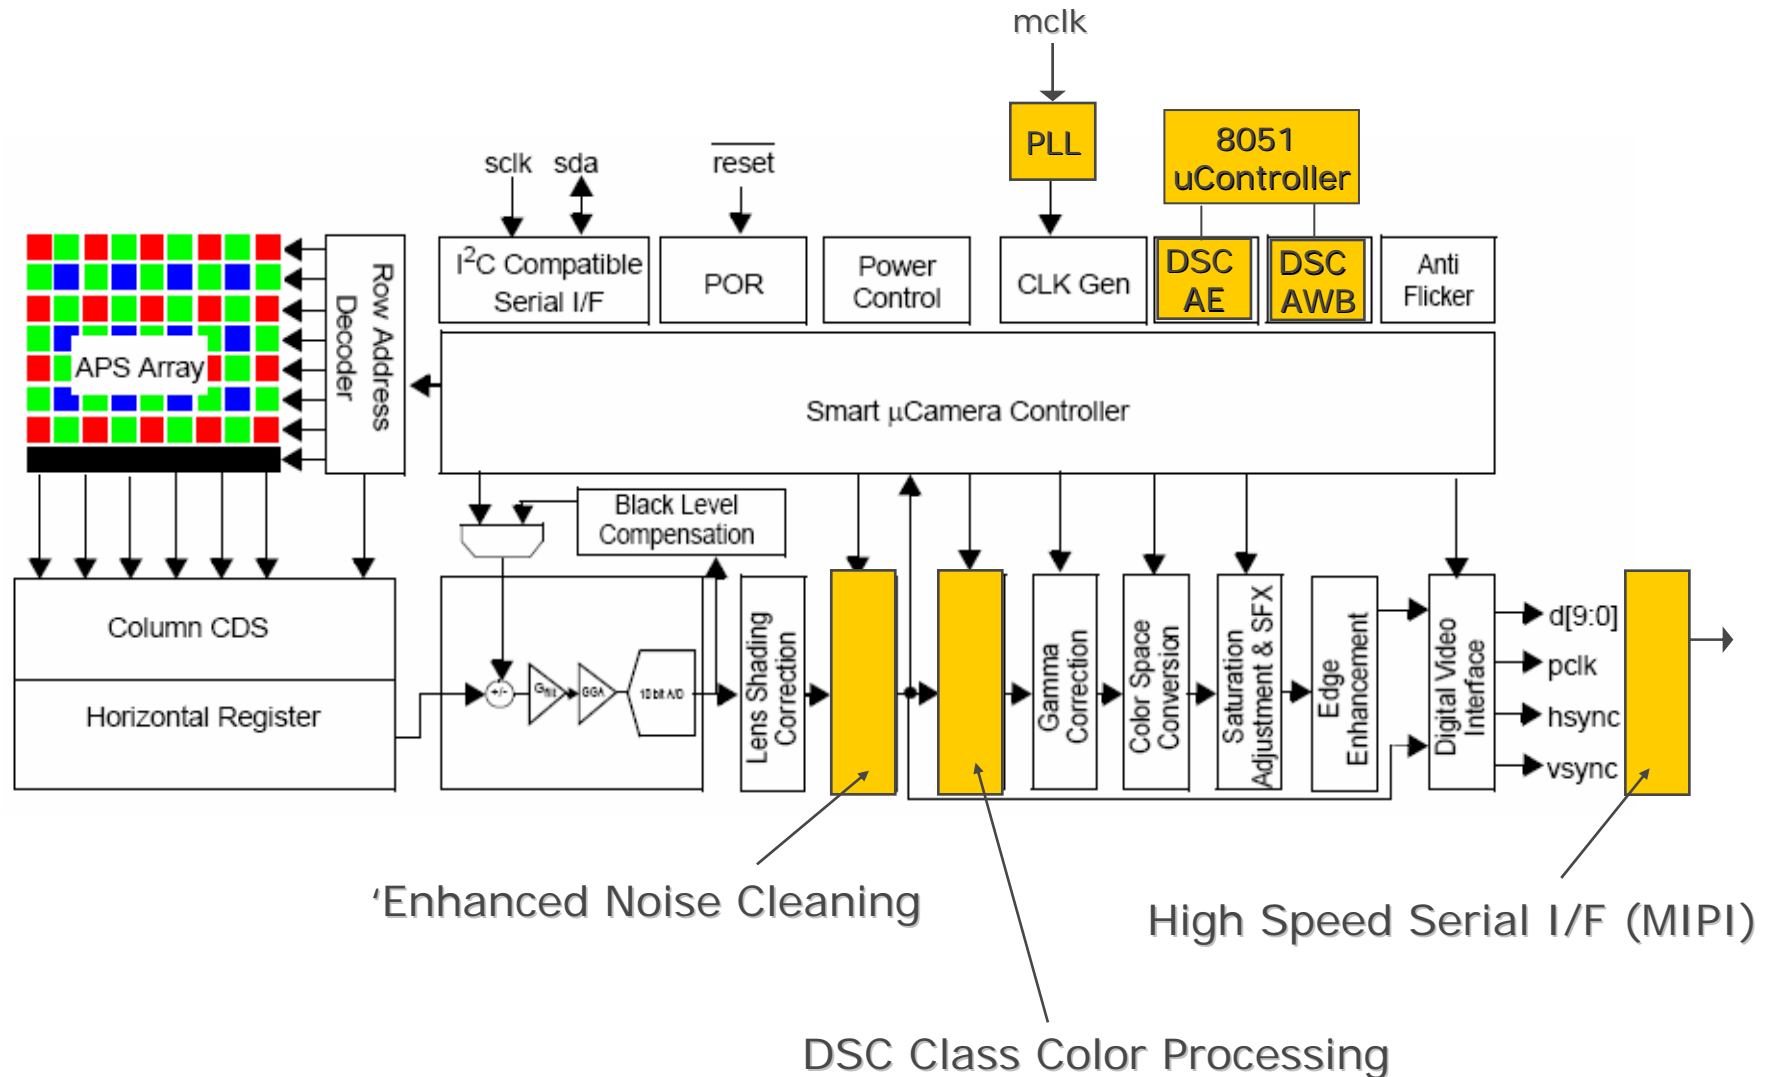 mclk
PLL
8051
uController
sclk sda
reset
I²C Compatible
Serial I/F
POR
Power
Control
CLK Gen
DSC
AE
DSC
AWB
Anti
Flicker
Row Address
Decoder
APS Array
Smart µCamera Controller
Black Level
Compensation
Column CDS
Horizontal Register
+/-
GGA
10 bit A/D
Lens Shading
Correction
Gamma
Correction
Color Space
Conversion
Saturation
Adjustment & SFX
Edge
Enhancement
Digital Video
Interface
d[9:0]
pclk
hsync
vsync
‘Enhanced Noise Cleaning
High Speed Serial I/F (MIPI)
DSC Class Color Processing